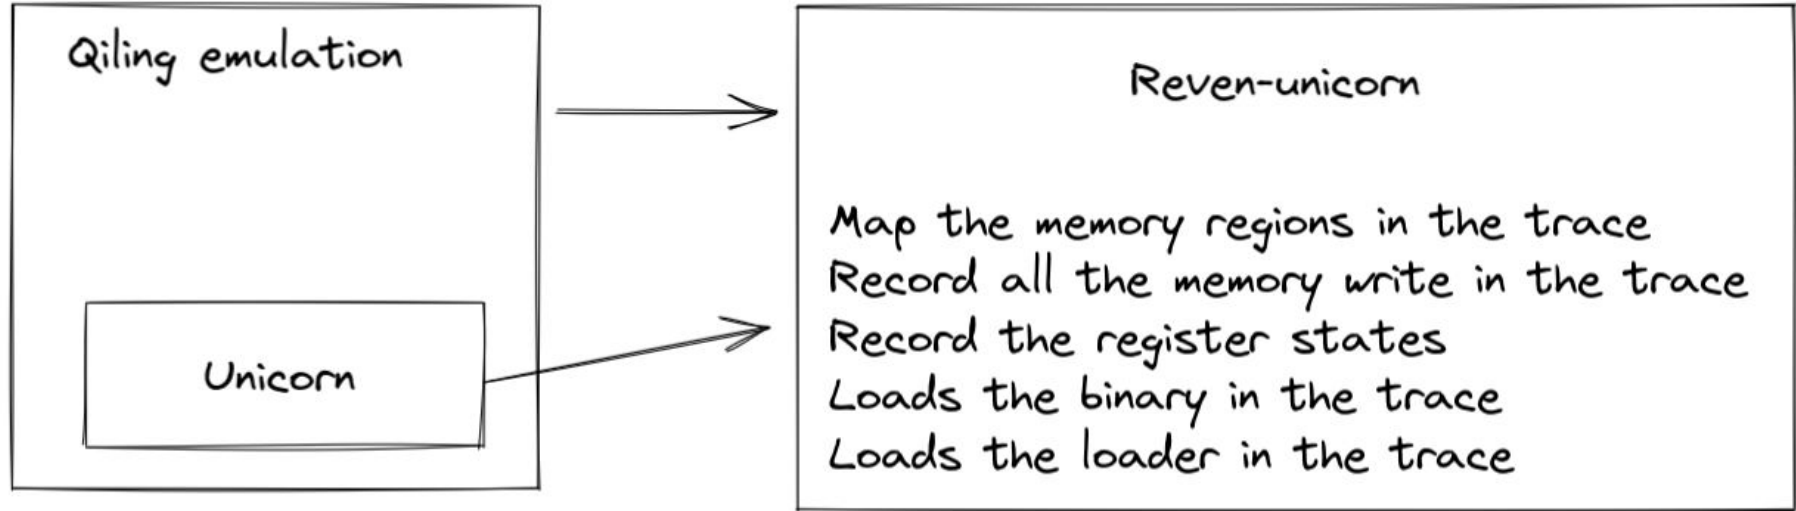 Qiling emulation
Unicorn
Reven-unicorn
Map the memory regions in the trace
Record all the memory write in the trace
Record the register states
Loads the binary in the trace
Loads the loader in the trace